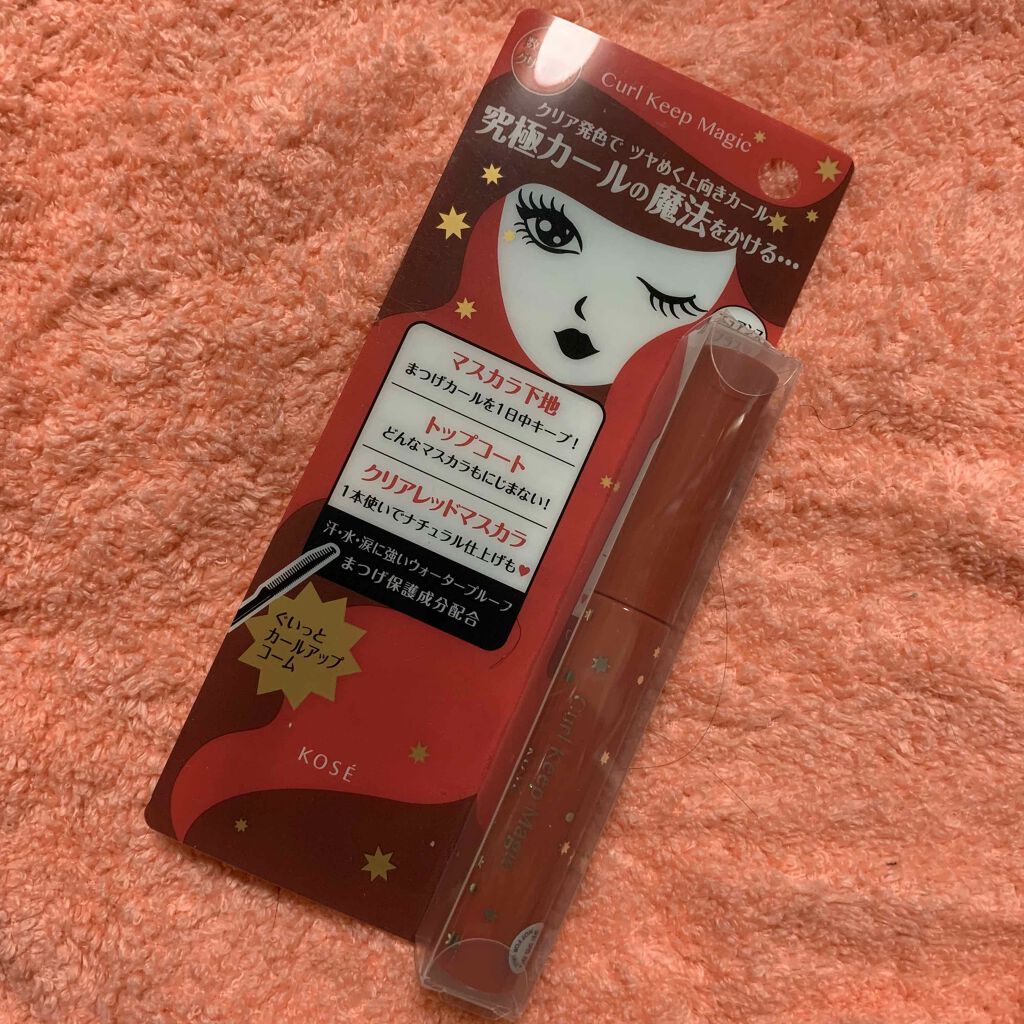 Curl Keep Magic
クリア発色で ツヤめく上向きカール
究極カールの魔法をかける…
マスカラ下地
まつげカールを1日中キープ!
トップコート
どんなマスカラもにじまない!
クリアレッドマスカラ
1本使いでナチュラル仕上げも♥
汗・水・涙に強いウォータープルーフ
まつげ保護成分配合
ぐいっと
カールアップ
コーム
KOSÉ
Curl Keep Magic